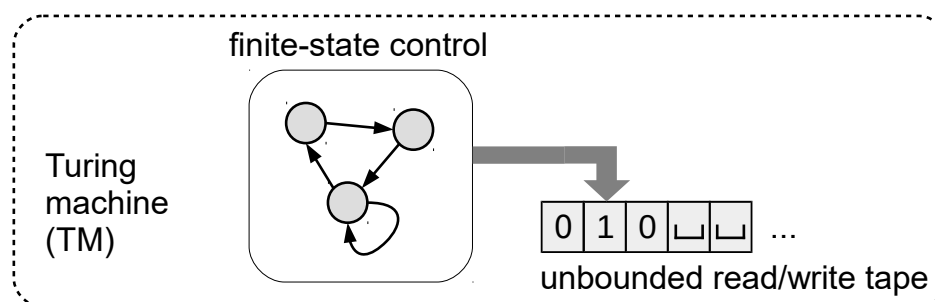 finite-state control
Turing
machine
(TM)
0 1 0 ␣ ␣ ...
unbounded read/write tape